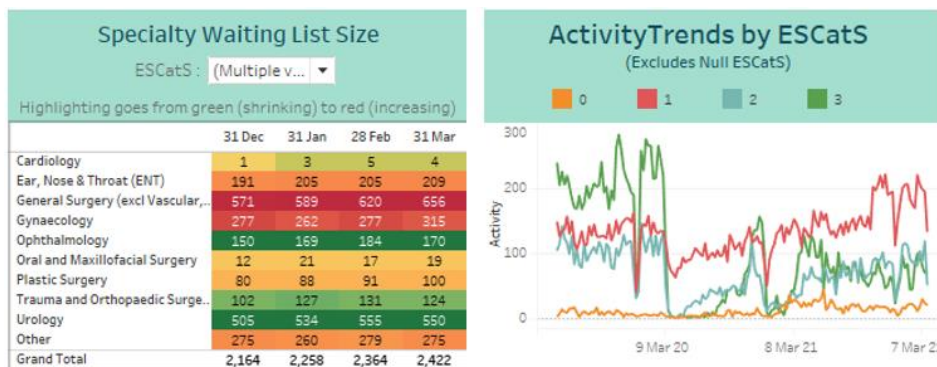 Specialty Waiting List Size
ESCatS : (Multiple v...
Highlighting goes from green (shrinking) to red (increasing)
31 Dec 31 Jan 28 Feb 31 Mar
Cardiology 1 3 5 4
Ear, Nose & Throat (ENT) 191 205 205 209
General Surgery (excl Vascular,.. 571 589 620 656
Gynaecology 277 262 277 315
Ophthalmology 150 169 184 170
Oral and Maxillofacial Surgery 12 21 17 19
Plastic Surgery 80 88 91 100
Trauma and Orthopaedic Surge.. 102 127 131 124
Urology 505 534 555 550
Other 275 260 279 275
Grand Total 2,164 2,258 2,364 2,422
ActivityTrends by ESCatS
(Excludes Null ESCatS)
0 1 2 3
300
200
100
0
Activity
9 Mar 20 8 Mar 21 7 Mar 2